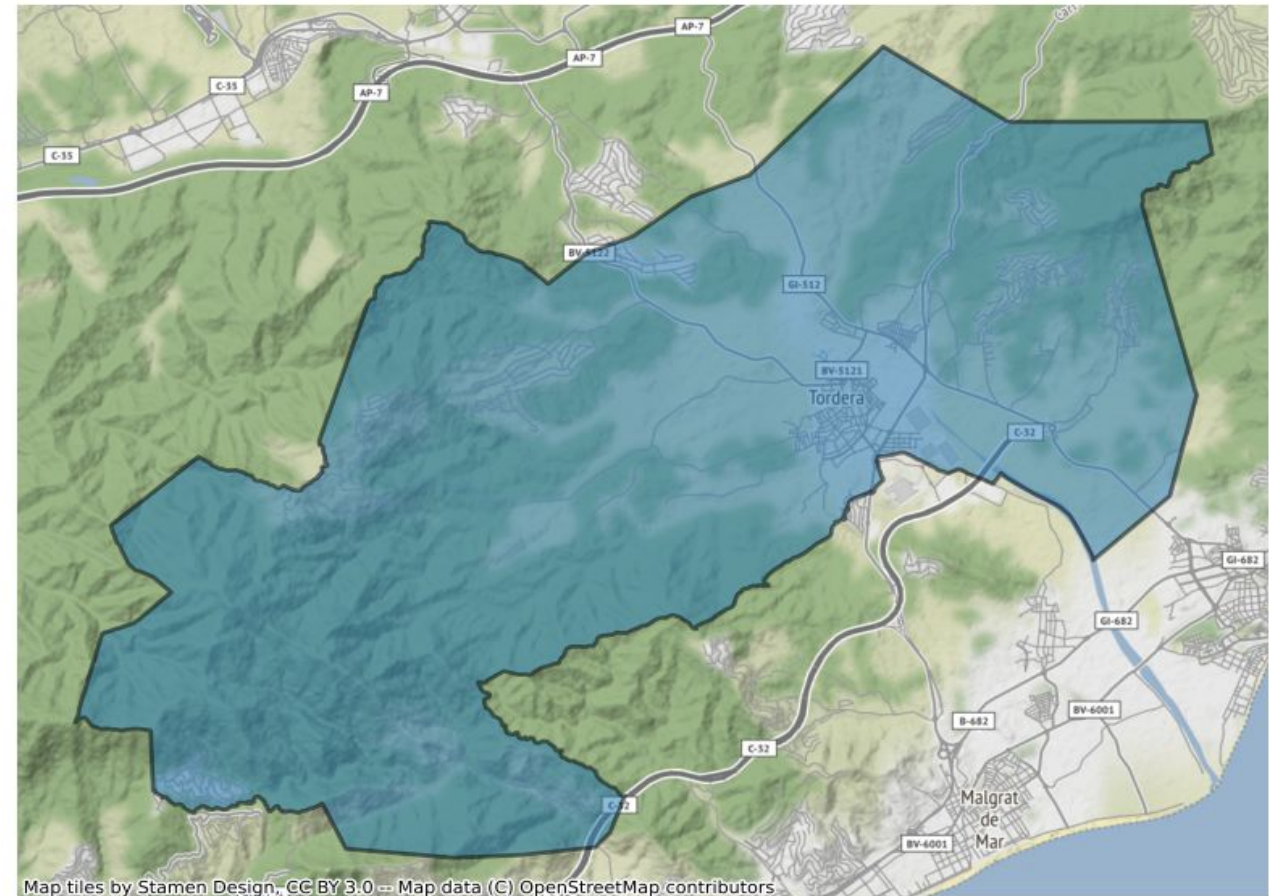 Carr
AP-7
AP-7
C-35
AP-7
C-35
BV-5122
GI-512
BV-5121
Tordera
C-32
GI-682
GI-682
BV-6001
B-682
C-32
C-32
Malgrat
de
Mar
BV-6001
Map tiles by Stamen Design, CC BY 3.0 -- Map data (C) OpenStreetMap contributors